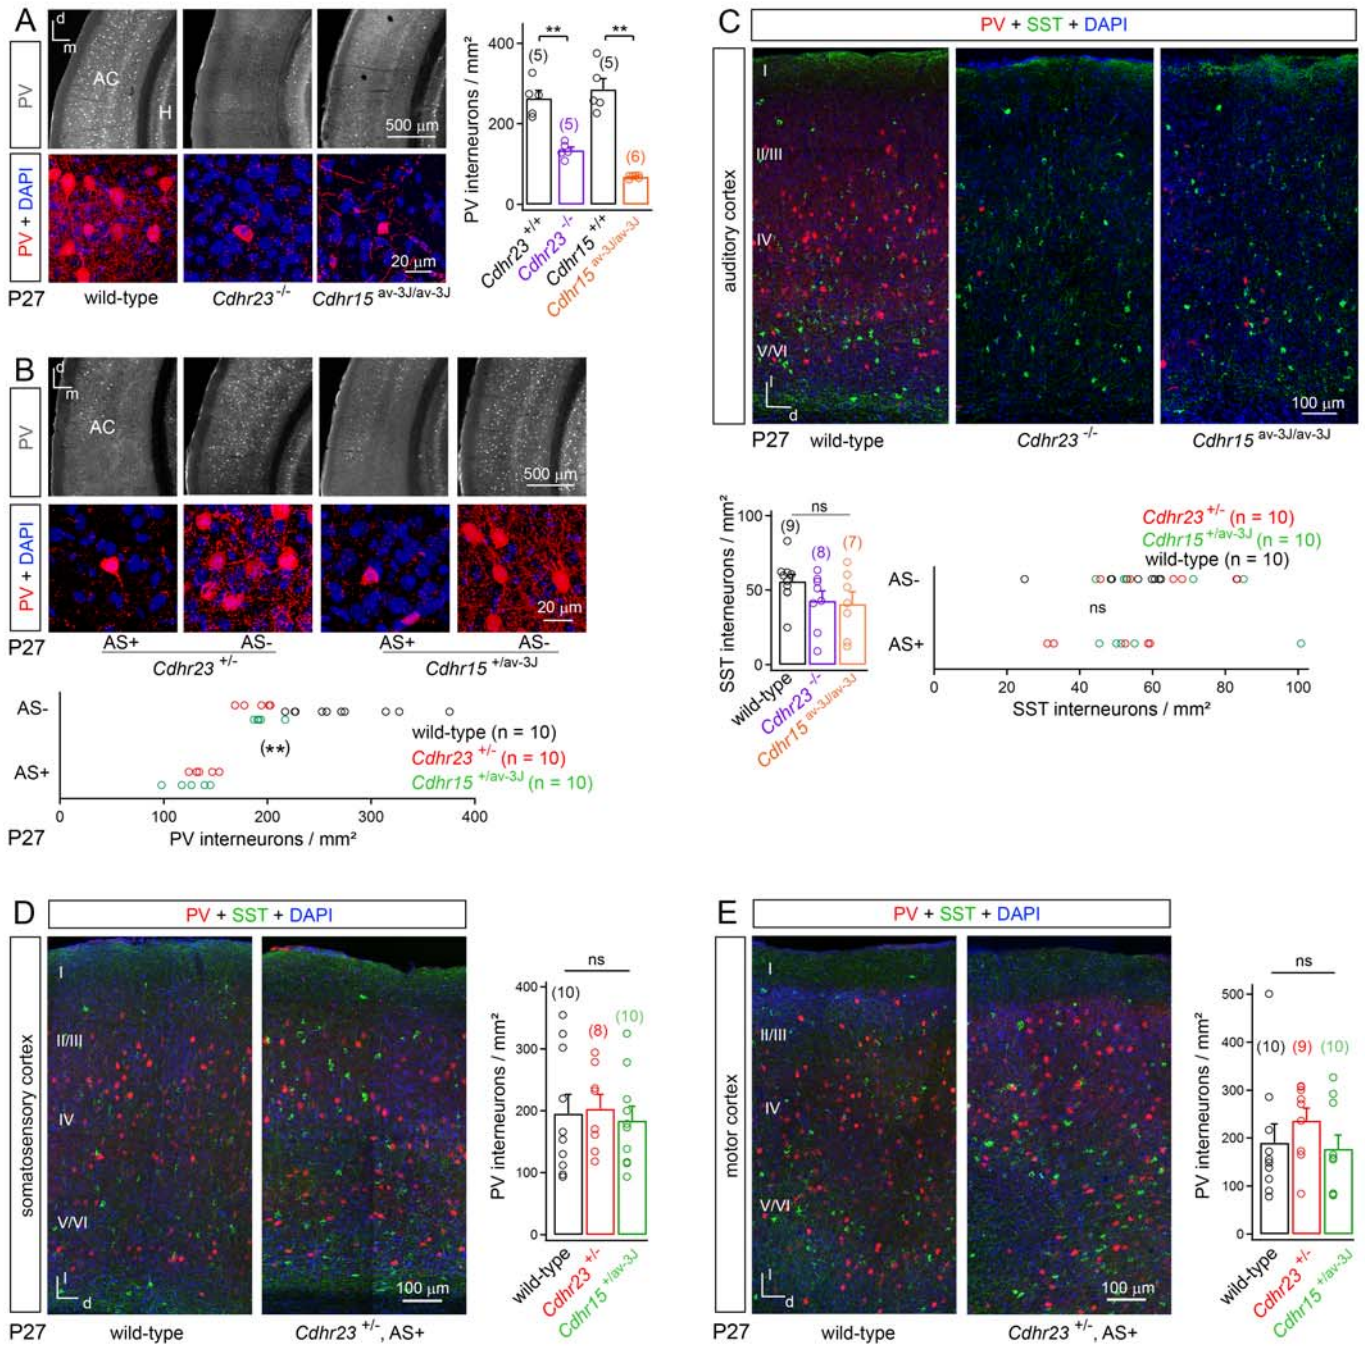 A
d
m
PV
AC
H
500 µm
PV + DAPI
20 µm
P27
wild-type
Cdhr23 -/-
Cdhr15 av-3J/av-3J
PV interneurons / mm²
400
200
0
**
**
(5)
(5)
(5)
(6)
Cdhr23 +/+
Cdhr23 -/-
Cdhr15 +/+
Cdhr15 av-3J/av-3J
B
d
m
PV
AC
500 µm
PV + DAPI
20 µm
P27
AS+
AS-
AS+
AS-
Cdhr23 +/-
Cdhr15 +/av-3J
AS-
(**)
AS+
wild-type (n = 10)
Cdhr23 +/- (n = 10)
Cdhr15 +/av-3J (n = 10)
0 100 200 300 400
P27
PV interneurons / mm²
C
PV + SST + DAPI
auditory cortex
I
II/III
IV
V/VI
l
d
100 µm
P27
wild-type
Cdhr23 -/-
Cdhr15 av-3J/av-3J
SST interneurons / mm²
100
50
0
ns
(9)
(8)
(7)
wild-type
Cdhr23 -/-
Cdhr15 av-3J/av-3J
Cdhr23 +/- (n = 10)
Cdhr15 +/av-3J (n = 10)
wild-type (n = 10)
AS-
ns
AS+
0 20 40 60 80 100
SST interneurons / mm²
D
PV + SST + DAPI
somatosensory cortex
I
II/III
IV
V/VI
l
d
100 µm
P27
wild-type
Cdhr23 +/-, AS+
PV interneurons / mm²
400
300
200
100
0
ns
(10)
(8)
(10)
wild-type
Cdhr23 +/-
Cdhr15 +/av-3J
E
PV + SST + DAPI
motor cortex
I
II/III
IV
V/VI
l
d
100 µm
P27
wild-type
Cdhr23 +/-, AS+
PV interneurons / mm²
500
400
300
200
100
0
ns
(10)
(9)
(10)
wild-type
Cdhr23 +/-
Cdhr15 +/av-3J